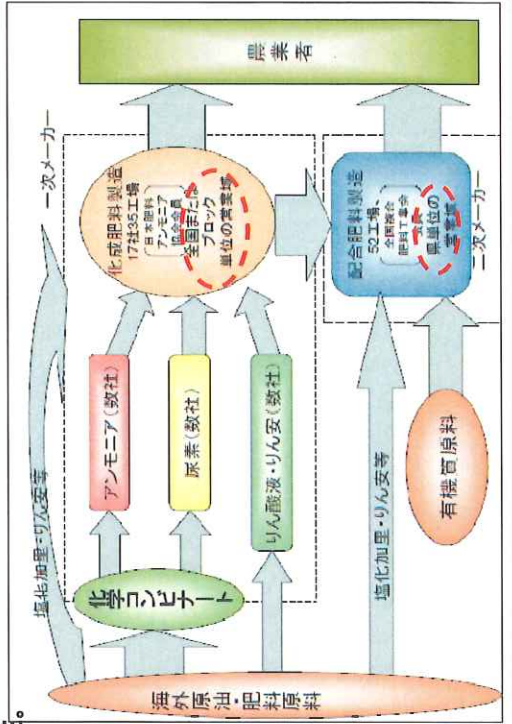 海外原油・肥料原料
塩化加里・りん安等
化学コンビナート
アンモニア(数社)
尿素(数社)
りん酸液・りん安(数社)
一次メーカー
化成肥料製造
17社35工場
日本肥料
アンモニア
協会会員
全国または
ブロック
単位の営業域
塩化加里・りん安等
有機質原料
配合肥料製造
52工場、
全国複合
肥料工業会
会員
県単位の
営業域
二次メーカー
農業者